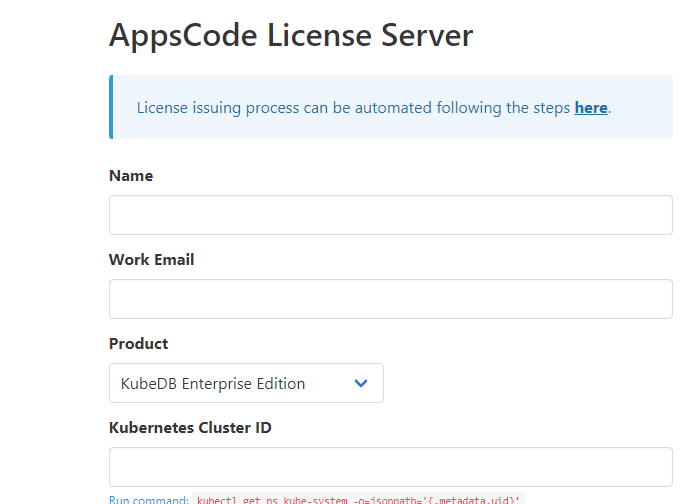 AppsCode License Server
License issuing process can be automated following the steps here.
Name
Work Email
Product
KubeDB Enterprise Edition
Kubernetes Cluster ID
Run command: kubectl get ns kube-system -o=jsonpath='{.metadata.uid}'